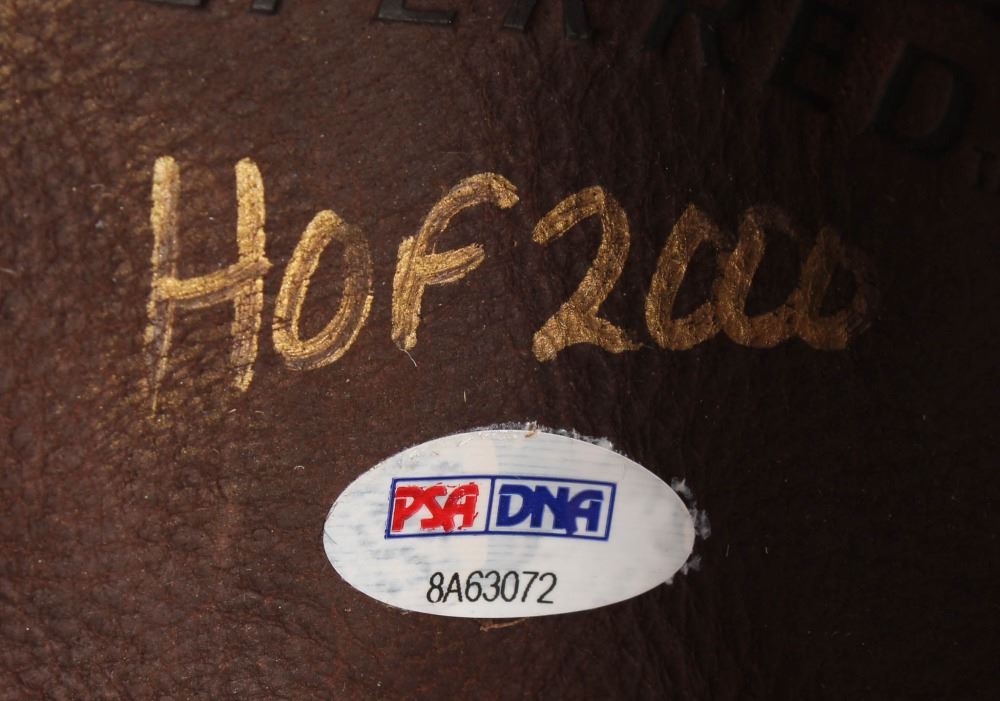 HOF 2000
PSA DNA
8A63072